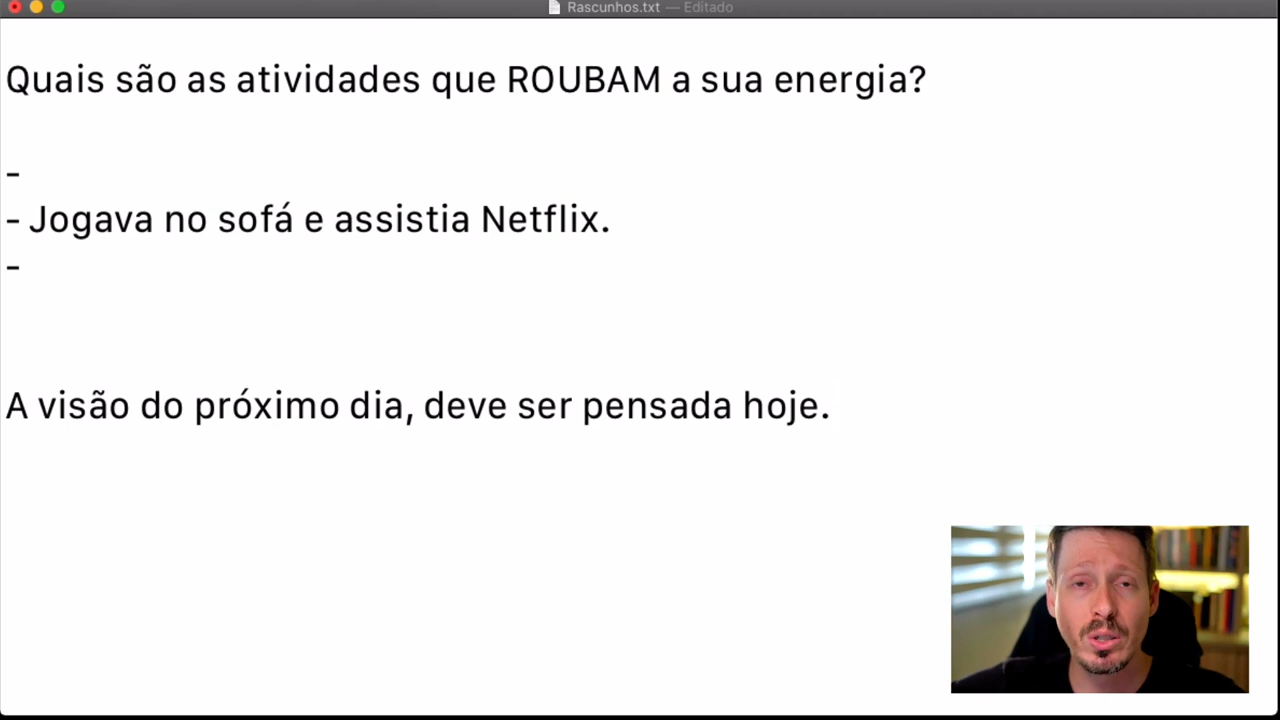 Rascunhos.txt — Editado
Quais são as atividades que ROUBAM a sua energia?
-
- Jogava no sofá e assistia Netflix.
-
A visão do próximo dia, deve ser pensada hoje.